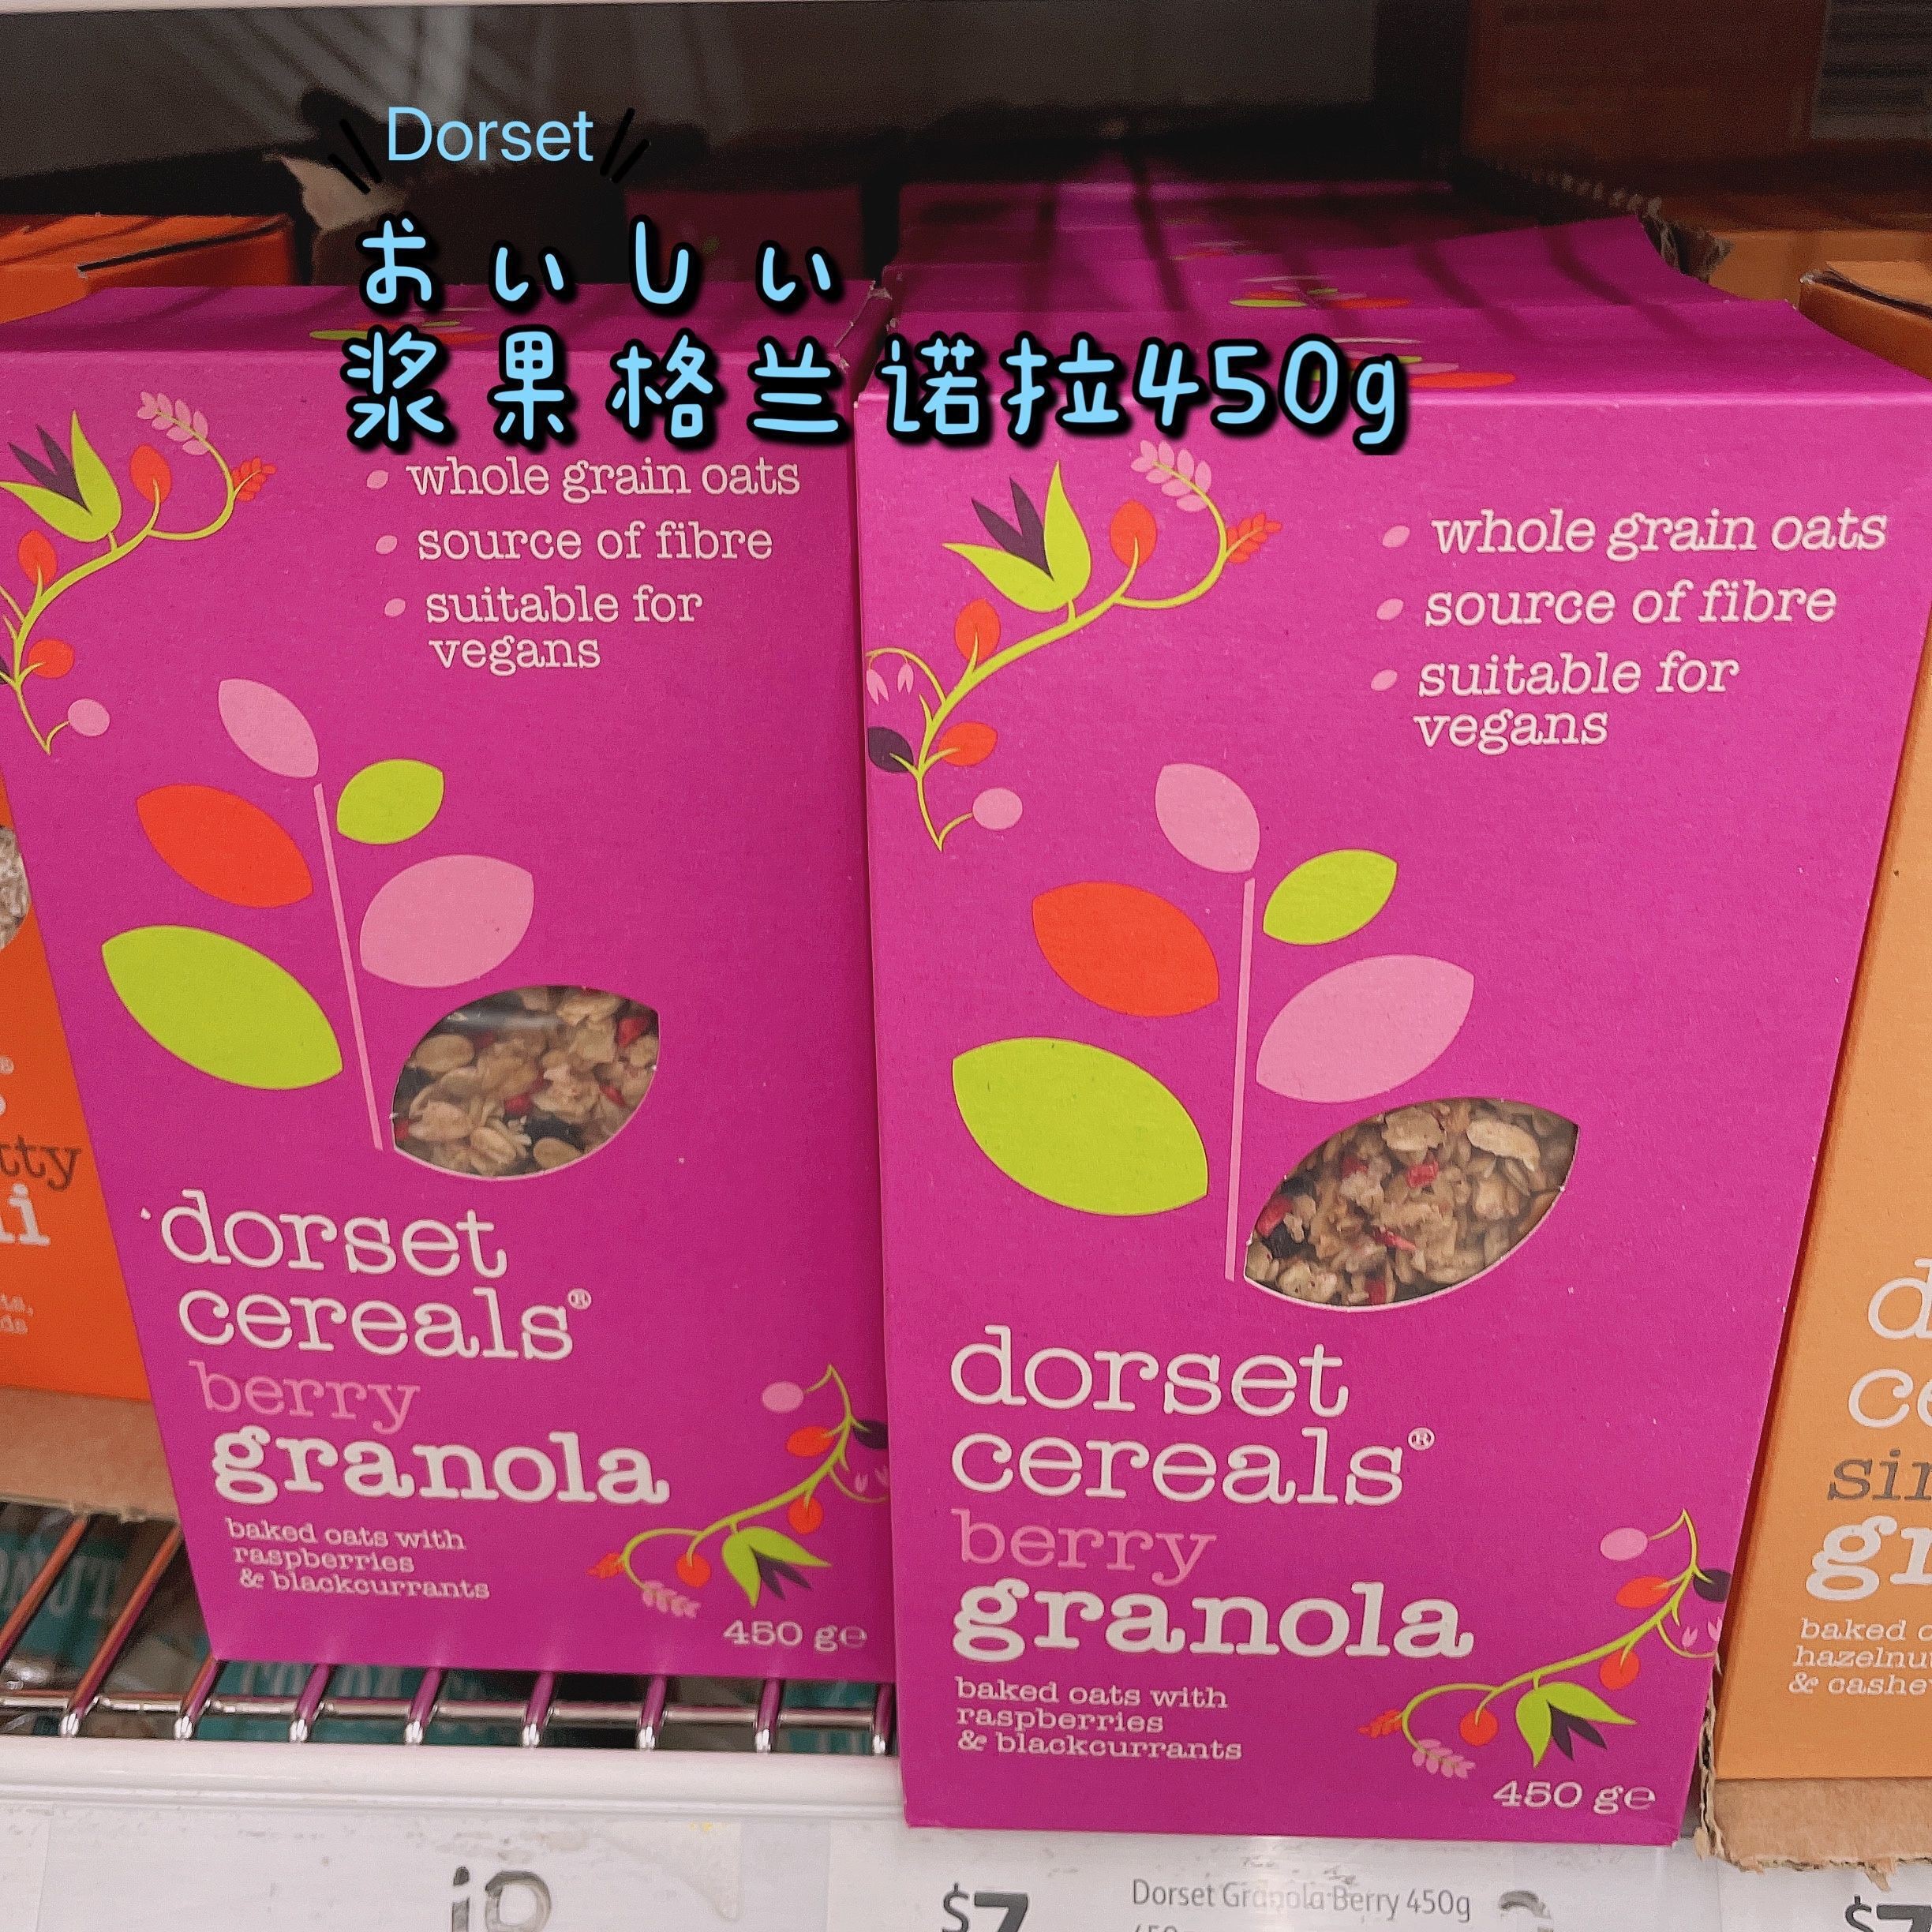 Dorset
おいしい
浆果格兰诺拉450g
whole grain oats
source of fibre
suitable for
vegans
dorset
cereals®
berry
granola
baked oats with
raspberries
& blackcurrants
450 g℮
whole grain oats
source of fibre
suitable for
vegans
dorset
cereals®
berry
granola
baked oats with
raspberries
& blackcurrants
450 g℮
$7
Dorset Granola Berry 450g